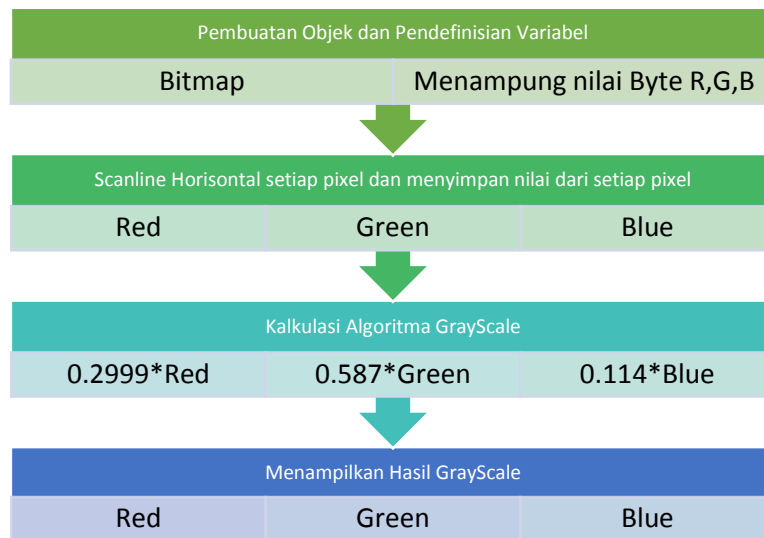 Pembuatan Objek dan Pendefinisian Variabel
Bitmap
Menampung nilai Byte R,G,B
Scanline Horisontal setiap pixel dan menyimpan nilai dari setiap pixel
Red
Green
Blue
Kalkulasi Algoritma GrayScale
0.2999*Red
0.587*Green
0.114*Blue
Menampilkan Hasil GrayScale
Red
Green
Blue